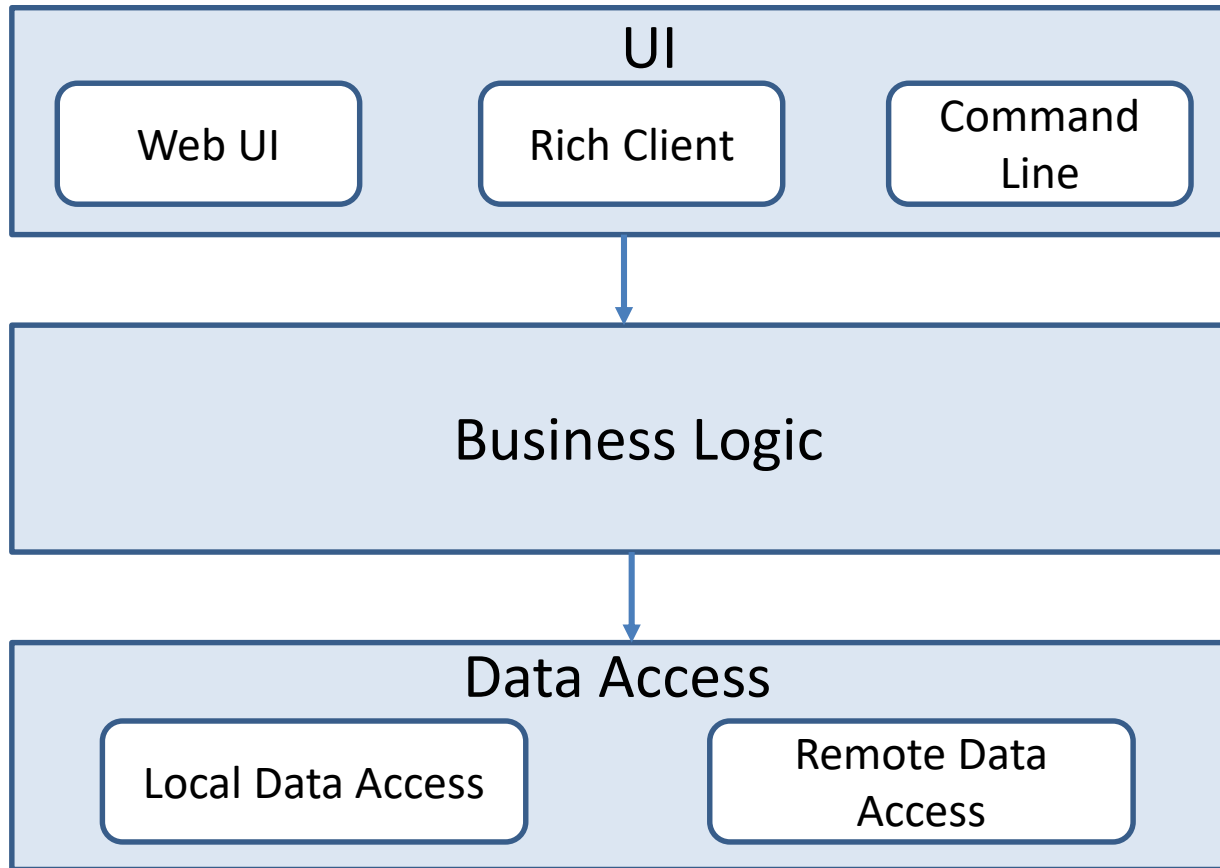 UI
Web UI
Rich Client
Command
Line
Business Logic
Data Access
Local Data Access
Remote Data
Access